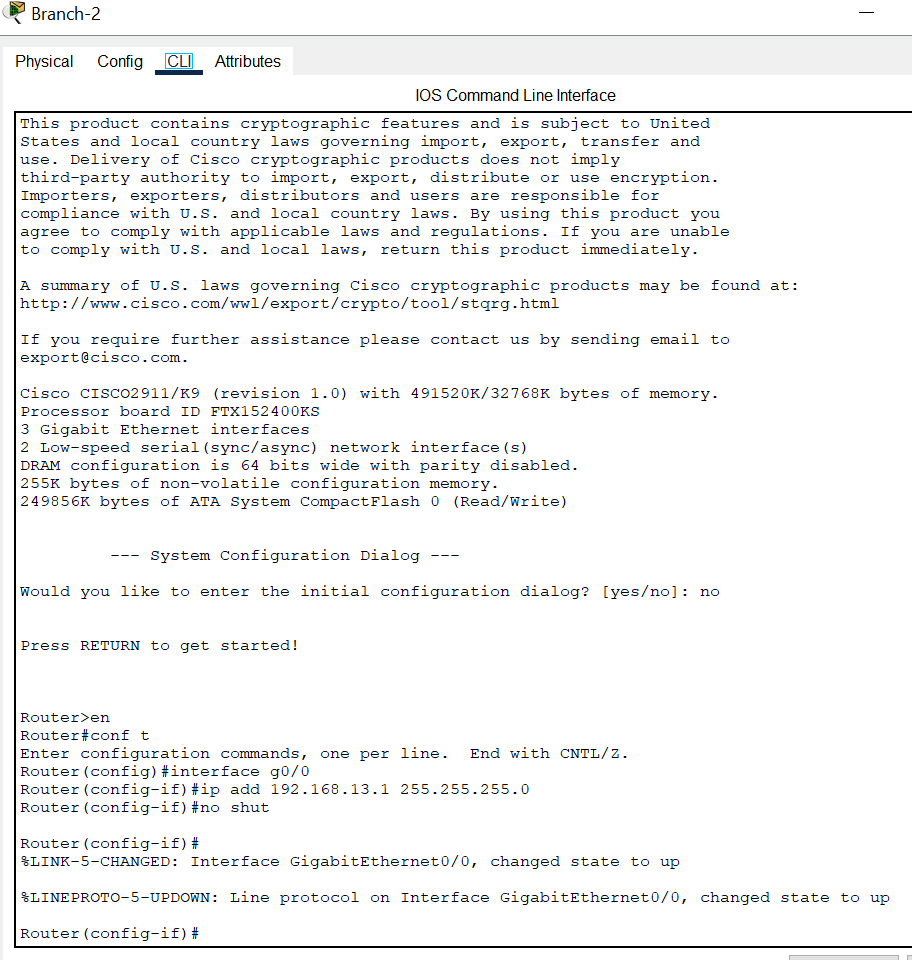 Branch-2
Physical Config CLI Attributes
IOS Command Line Interface
This product contains cryptographic features and is subject to United
States and local country laws governing import, export, transfer and
use. Delivery of Cisco cryptographic products does not imply
third-party authority to import, export, distribute or use encryption.
Importers, exporters, distributors and users are responsible for
compliance with U.S. and local country laws. By using this product you
agree to comply with applicable laws and regulations. If you are unable
to comply with U.S. and local laws, return this product immediately.
A summary of U.S. laws governing Cisco cryptographic products may be found at:
http://www.cisco.com/wwl/export/crypto/tool/stqrg.html
If you require further assistance please contact us by sending email to
export@cisco.com.
Cisco CISCO2911/K9 (revision 1.0) with 491520K/32768K bytes of memory.
Processor board ID FTX152400KS
3 Gigabit Ethernet interfaces
2 Low-speed serial(sync/async) network interface(s)
DRAM configuration is 64 bits wide with parity disabled.
255K bytes of non-volatile configuration memory.
249856K bytes of ATA System CompactFlash 0 (Read/Write)
--- System Configuration Dialog ---
Would you like to enter the initial configuration dialog? [yes/no]: no
Press RETURN to get started!
Router>en
Router#conf t
Enter configuration commands, one per line.  End with CNTL/Z.
Router(config)#interface g0/0
Router(config-if)#ip add 192.168.13.1 255.255.255.0
Router(config-if)#no shut
Router(config-if)#
%LINK-5-CHANGED: Interface GigabitEthernet0/0, changed state to up
%LINEPROTO-5-UPDOWN: Line protocol on Interface GigabitEthernet0/0, changed state to up
Router(config-if)#